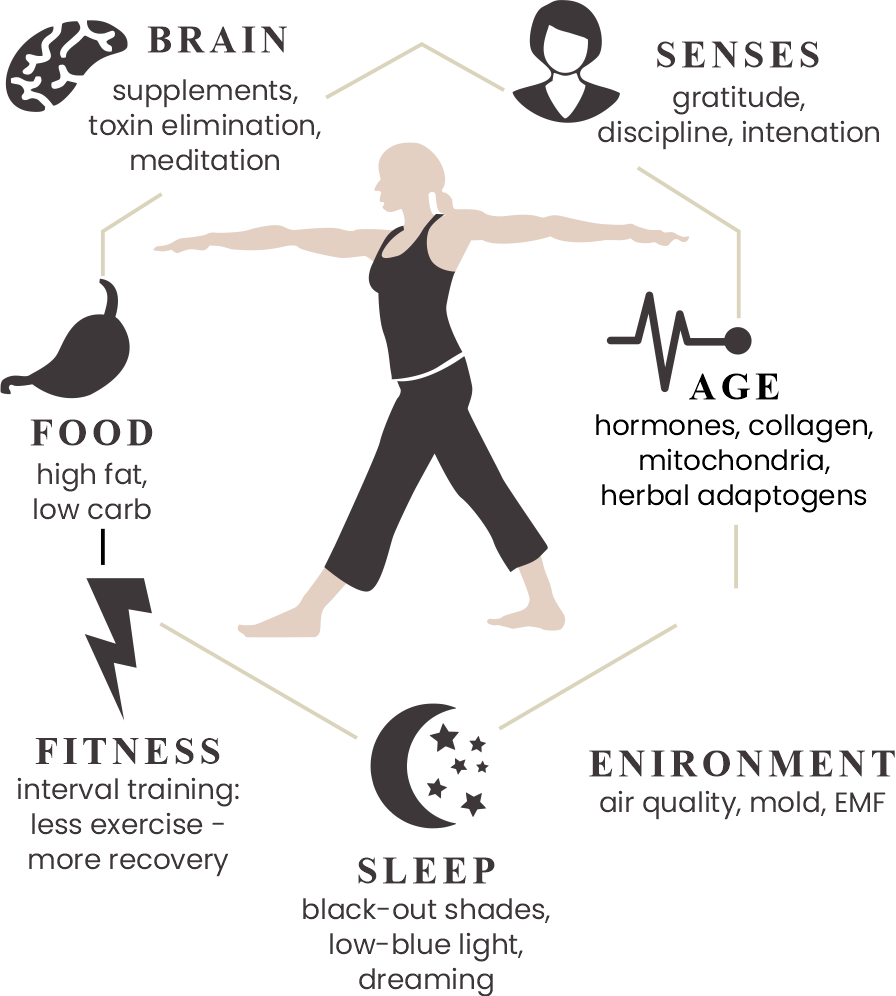 BRAIN
supplements,
toxin elimination,
meditation
SENSES
gratitude,
discipline, intenation
FOOD
high fat,
low carb
AGE
hormones, collagen,
mitochondria,
herbal adaptogens
FITNESS
interval training:
less exercise -
more recovery
SLEEP
black-out shades,
low-blue light,
dreaming
ENIRONMENT
air quality, mold, EMF